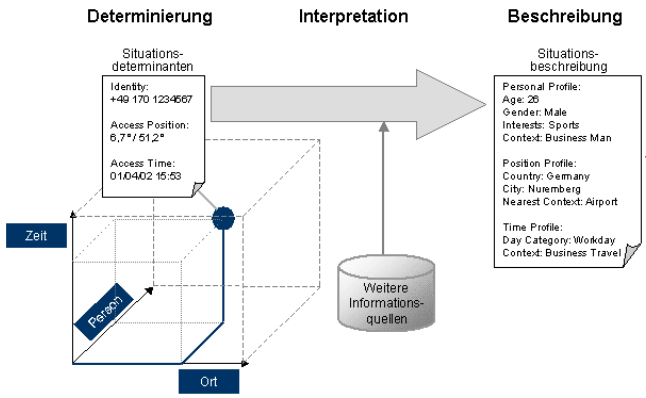 Determinierung
Interpretation
Beschreibung
Situations-
determinanten
Identity:
+49 170 1234567
Access Position:
6,7°/ 51,2°
Access Time:
01/04/02 15:53
Zeit
Person
Ort
Weitere
Informations-
quellen
Situations-
beschreibung
Personal Profile:
Age: 26
Gender: Male
Interests: Sports
Context: Business Man
Position Profile:
Country: Germany
City: Nuremberg
Nearest Context: Airport
Time Profile:
Day Category: Workday
Context: Business Travel